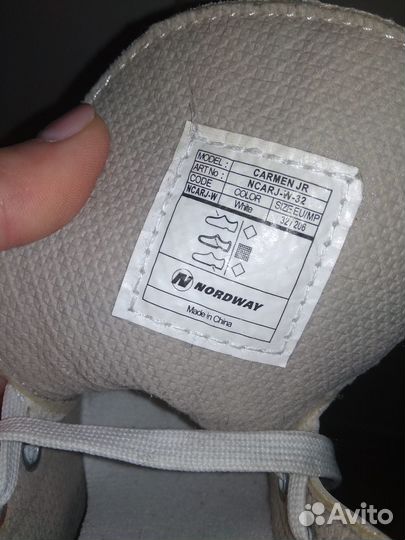 MODEL : CARMEN JR
ART No : NCARJ-W-32
CODE COLOR SIZE:EU/MP
NCARJ-W White 32 / 206
NORDWAY
Made in China
Avito